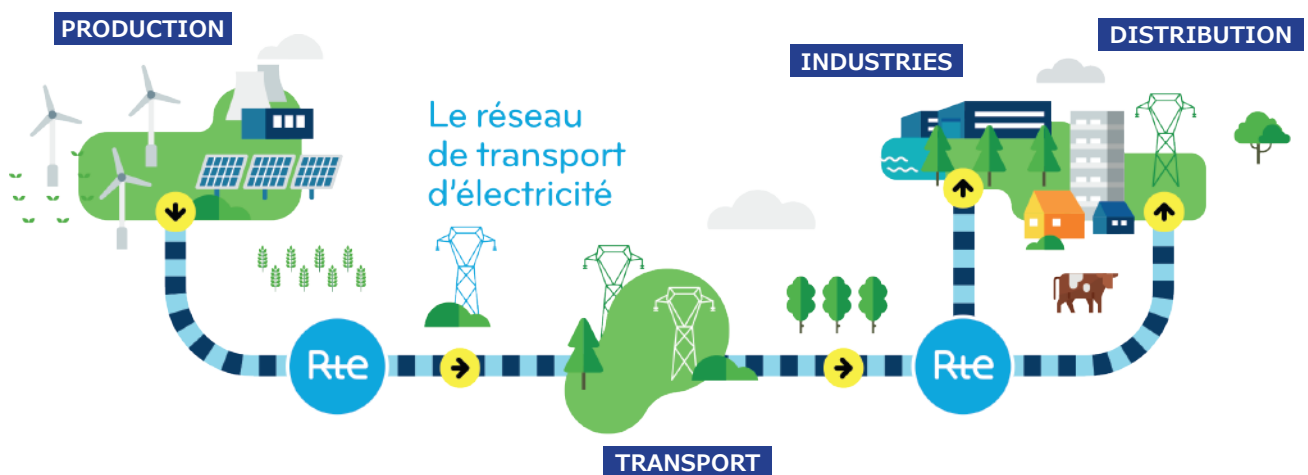 PRODUCTION
DISTRIBUTION
INDUSTRIES
Le réseau
de transport
d'électricité
Rte
Rte
TRANSPORT